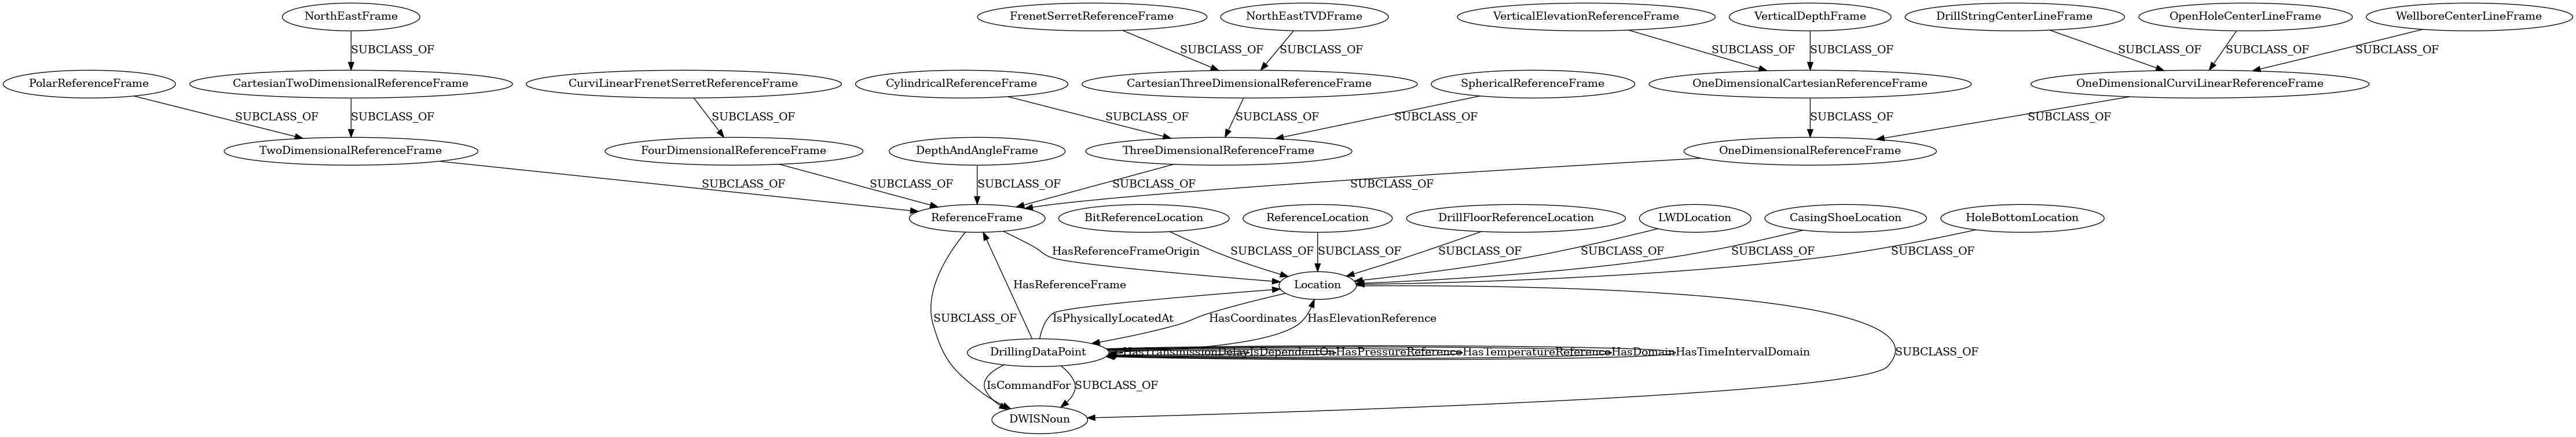 NorthEastFrame
FrenetSerretReferenceFrame
NorthEastTVDFrame
VerticalElevationReferenceFrame
VerticalDepthFrame
DrillStringCenterLineFrame
OpenHoleCenterLineFrame
WellboreCenterLineFrame
SUBCLASS_OF
SUBCLASS_OF
SUBCLASS_OF
SUBCLASS_OF
SUBCLASS_OF
SUBCLASS_OF
SUBCLASS_OF
SUBCLASS_OF
PolarReferenceFrame
CartesianTwoDimensionalReferenceFrame
CurviLinearFrenetSerretReferenceFrame
CylindricalReferenceFrame
CartesianThreeDimensionalReferenceFrame
SphericalReferenceFrame
OneDimensionalCartesianReferenceFrame
OneDimensionalCurviLinearReferenceFrame
SUBCLASS_OF
SUBCLASS_OF
SUBCLASS_OF
SUBCLASS_OF
SUBCLASS_OF
SUBCLASS_OF
SUBCLASS_OF
SUBCLASS_OF
TwoDimensionalReferenceFrame
FourDimensionalReferenceFrame
DepthAndAngleFrame
ThreeDimensionalReferenceFrame
OneDimensionalReferenceFrame
SUBCLASS_OF
SUBCLASS_OF
SUBCLASS_OF
SUBCLASS_OF
SUBCLASS_OF
ReferenceFrame
BitReferenceLocation
ReferenceLocation
DrillFloorReferenceLocation
LWDLocation
CasingShoeLocation
HoleBottomLocation
HasReferenceFrameOrigin
SUBCLASS_OF
SUBCLASS_OF
SUBCLASS_OF
SUBCLASS_OF
SUBCLASS_OF
SUBCLASS_OF
HasReferenceFrame
Location
SUBCLASS_OF
IsPhysicallyLocatedAt
HasCoordinates
HasElevationReference
DrillingDataPoint
HasTransmissionDelay
IsDependentOn
HasPressureReference
HasTemperatureReference
HasDomain
HasTimeIntervalDomain
SUBCLASS_OF
IsCommandFor
SUBCLASS_OF
DWISNoun